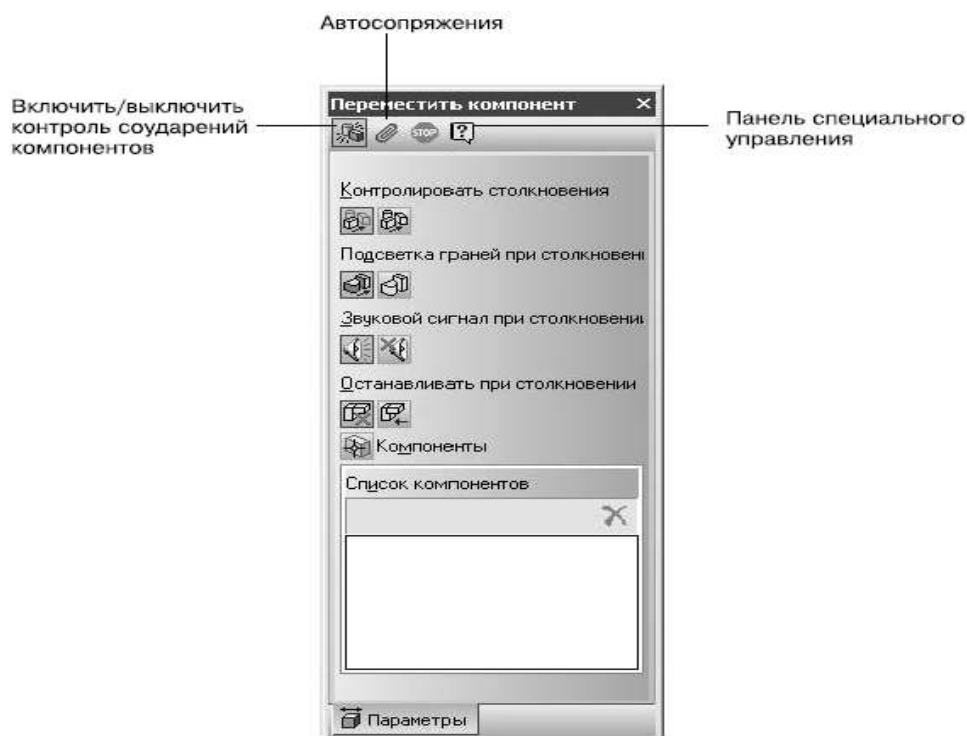 Автосопряжения
Включить/выключить
контроль соударений
компонентов
Панель специального
управления
Переместить компонент
STOP
Контролировать столкновения
Подсветка граней при столкновени
Звуковой сигнал при столкновении
Останавливать при столкновении
Компоненты
Список компонентов
Параметры